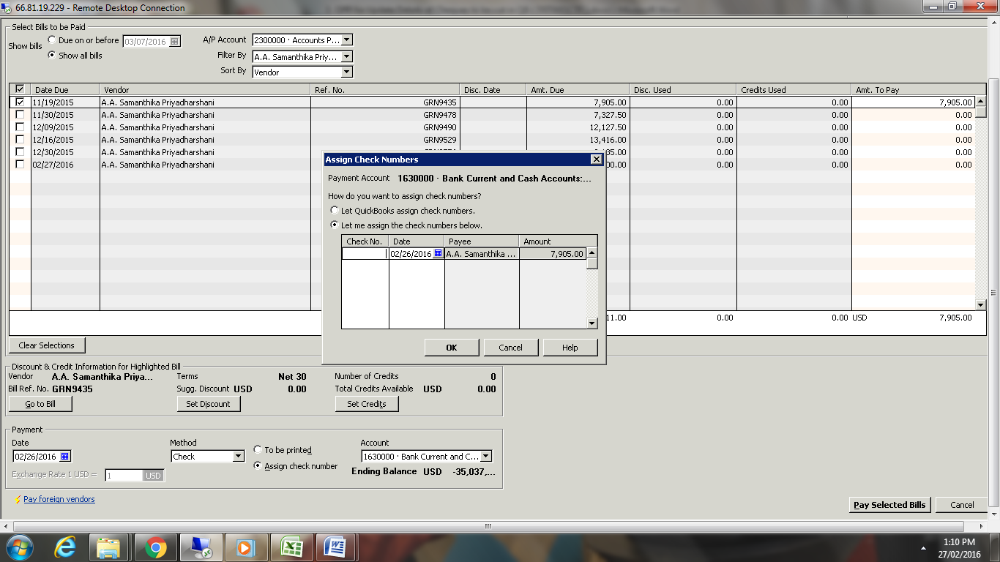 66.81.19.229 - Remote Desktop Connection
Select Bills to be Paid
Show bills
Due on or before 03/07/2016
Show all bills
A/P Account 2300000 · Accounts P...
Filter By A.A. Samanthika Priy...
Sort By Vendor
Date Due Vendor Ref. No. Disc. Date Amt. Due Disc. Used Credits Used Amt. To Pay
11/19/2015 A.A. Samanthika Priyadharshani GRN9435 7,905.00 0.00 0.00 7,905.00
11/30/2015 A.A. Samanthika Priyadharshani GRN9478 7,327.50 0.00 0.00 0.00
12/09/2015 A.A. Samanthika Priyadharshani GRN9490 12,127.50 0.00 0.00 0.00
12/16/2015 A.A. Samanthika Priyadharshani GRN9529 13,416.00 0.00 0.00 0.00
12/30/2015 A.A. Samanthika Priyadharshani 0.00 0.00 0.00
02/27/2016 A.A. Samanthika Priyadharshani 0.00 0.00 0.00
11.00 0.00 0.00 USD 7,905.00
Assign Check Numbers
Payment Account 1630000 · Bank Current and Cash Accounts:...
How do you want to assign check numbers?
Let QuickBooks assign check numbers.
Let me assign the check numbers below.
Check No. Date Payee Amount
02/26/2016 A.A. Samanthika ... 7,905.00
OK Cancel Help
Clear Selections
Discount & Credit Information for Highlighted Bill
Vendor A.A. Samanthika Priya... Terms Net 30 Number of Credits 0
Bill Ref. No. GRN9435 Sugg. Discount USD 0.00 Total Credits Available USD 0.00
Go to Bill Set Discount Set Credits
Payment
Date Method Account
02/26/2016 Check To be printed 1630000 · Bank Current and C...
Assign check number
Ending Balance USD -35,037,...
Exchange Rate 1 USD = 1 USD
Pay foreign vendors
Pay Selected Bills Cancel
1:10 PM
27/02/2016